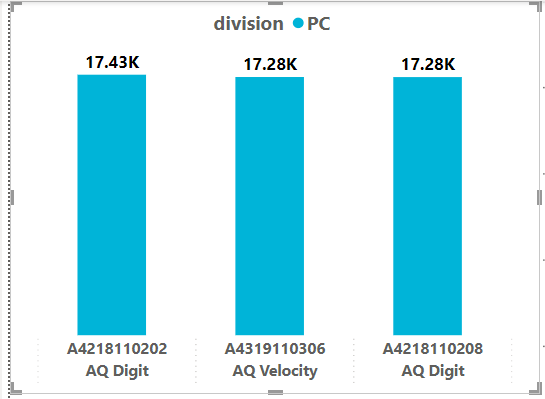 division PC
17.43K
17.28K
17.28K
A4218110202
AQ Digit
A4319110306
AQ Velocity
A4218110208
AQ Digit